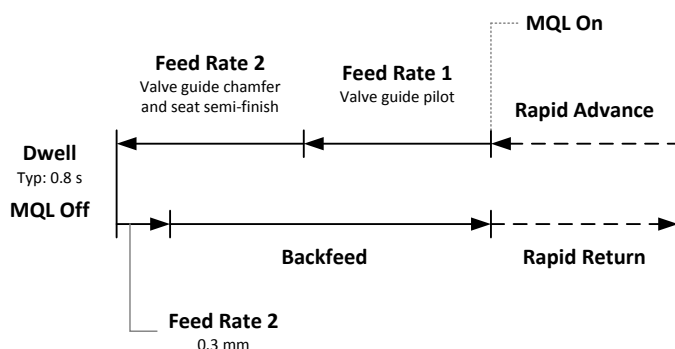 MQL On
Feed Rate 2
Valve guide chamfer
and seat semi-finish
Feed Rate 1
Valve guide pilot
Rapid Advance
Dwell
Typ: 0.8 s
MQL Off
Backfeed
Rapid Return
Feed Rate 2
0.3 mm